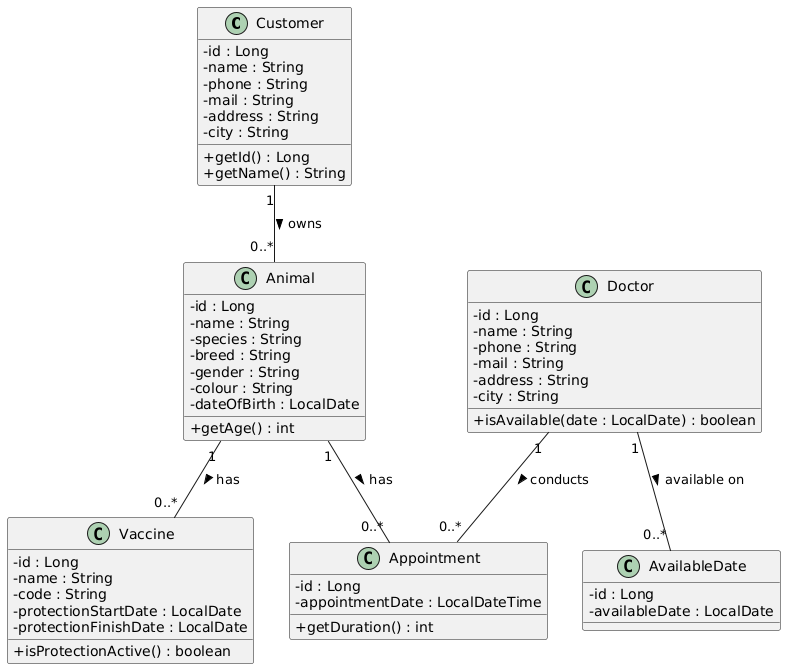 C Customer
-id : Long
-name : String
-phone : String
-mail : String
-address : String
-city : String
+getId() : Long
+getName() : String
1
owns
0..*
C Animal
-id : Long
-name : String
-species : String
-breed : String
-gender : String
-colour : String
-dateOfBirth : LocalDate
+getAge() : int
C Doctor
-id : Long
-name : String
-phone : String
-mail : String
-address : String
-city : String
+isAvailable(date : LocalDate) : boolean
1
has
0..*
1
has
0..*
1
conducts
0..*
1
available on
0..*
C Vaccine
-id : Long
-name : String
-code : String
-protectionStartDate : LocalDate
-protectionFinishDate : LocalDate
+isProtectionActive() : boolean
C Appointment
-id : Long
-appointmentDate : LocalDateTime
+getDuration() : int
C AvailableDate
-id : Long
-availableDate : LocalDate